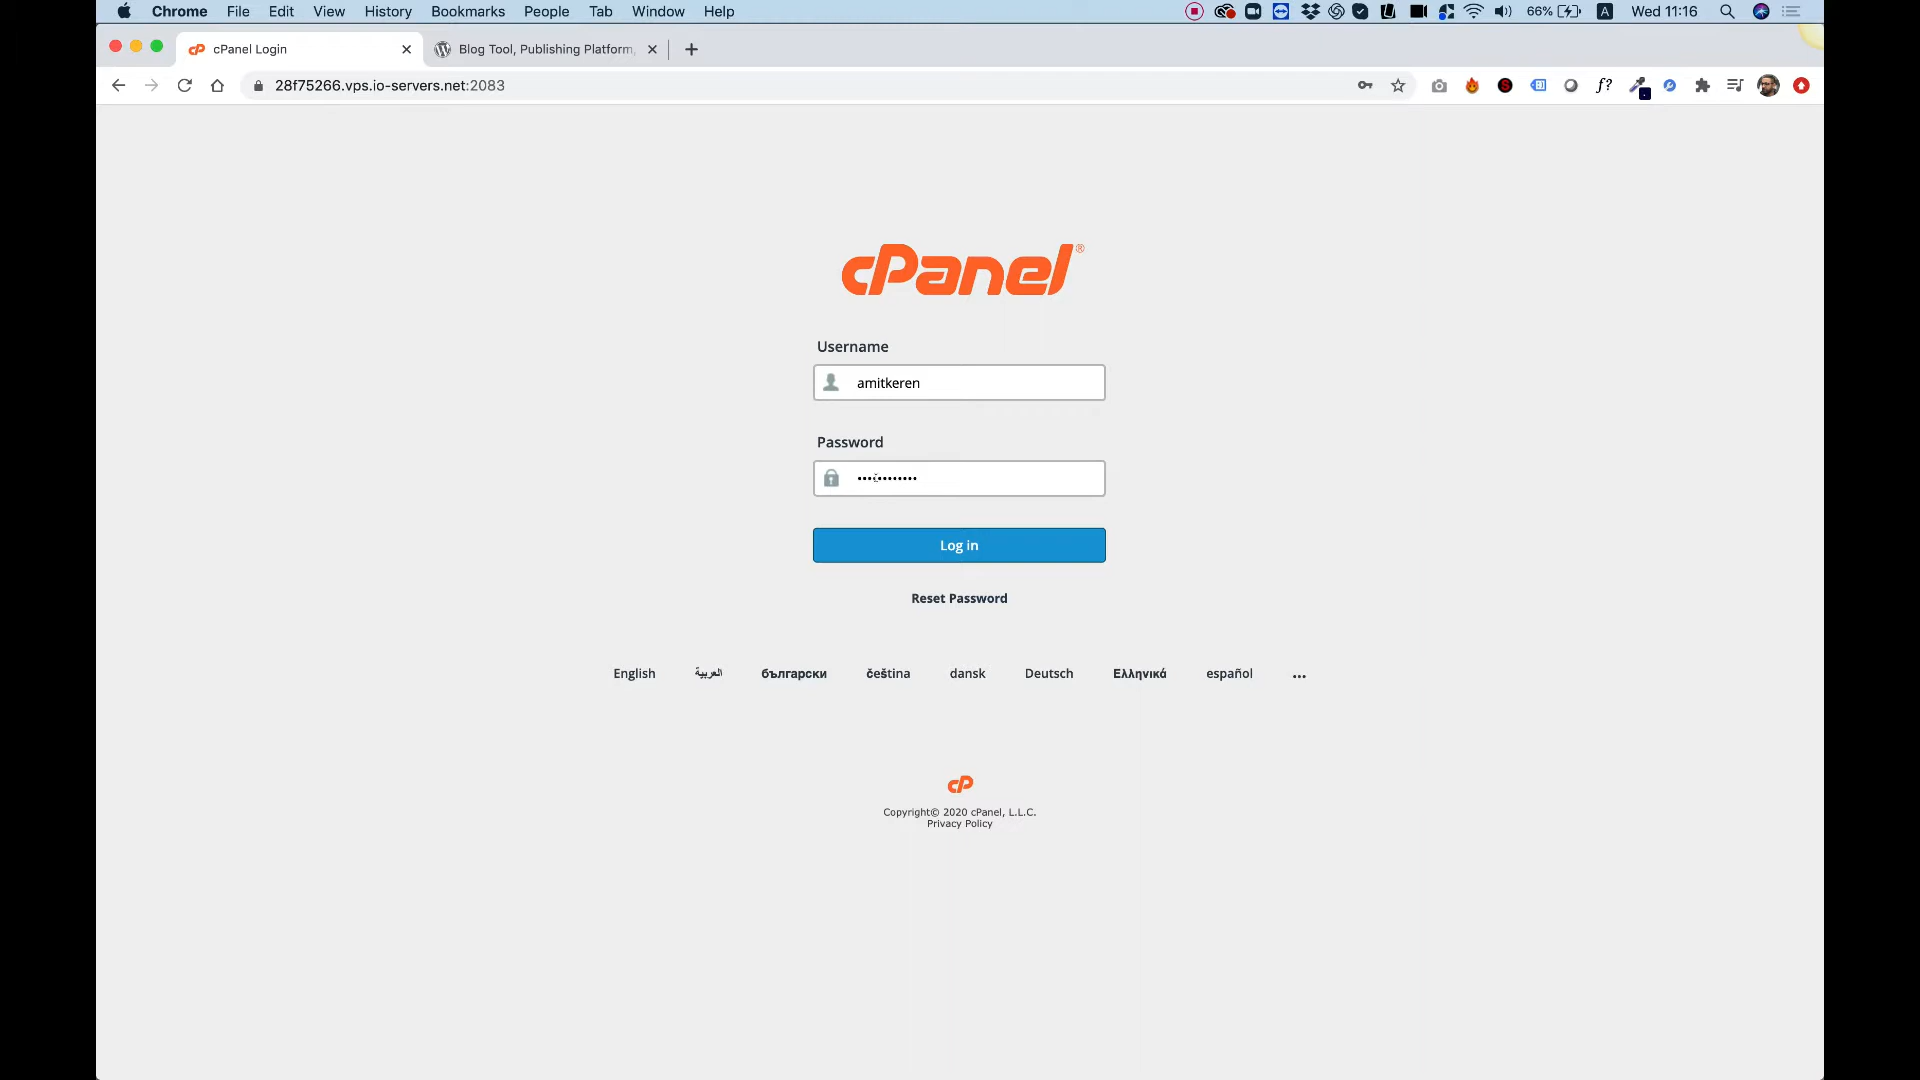 Chrome File Edit View History Bookmarks People Tab Window Help 66% A Wed 11:16
cPanel Login Blog Tool, Publishing Platform,
28f75266.vps.io-servers.net:2083 f?
cPanel®
Username
amitkeren
Password
Log in
Reset Password
English العربية български čeština dansk Deutsch Ελληνικά español ...
cP
Copyright© 2020 cPanel, L.L.C.
Privacy Policy